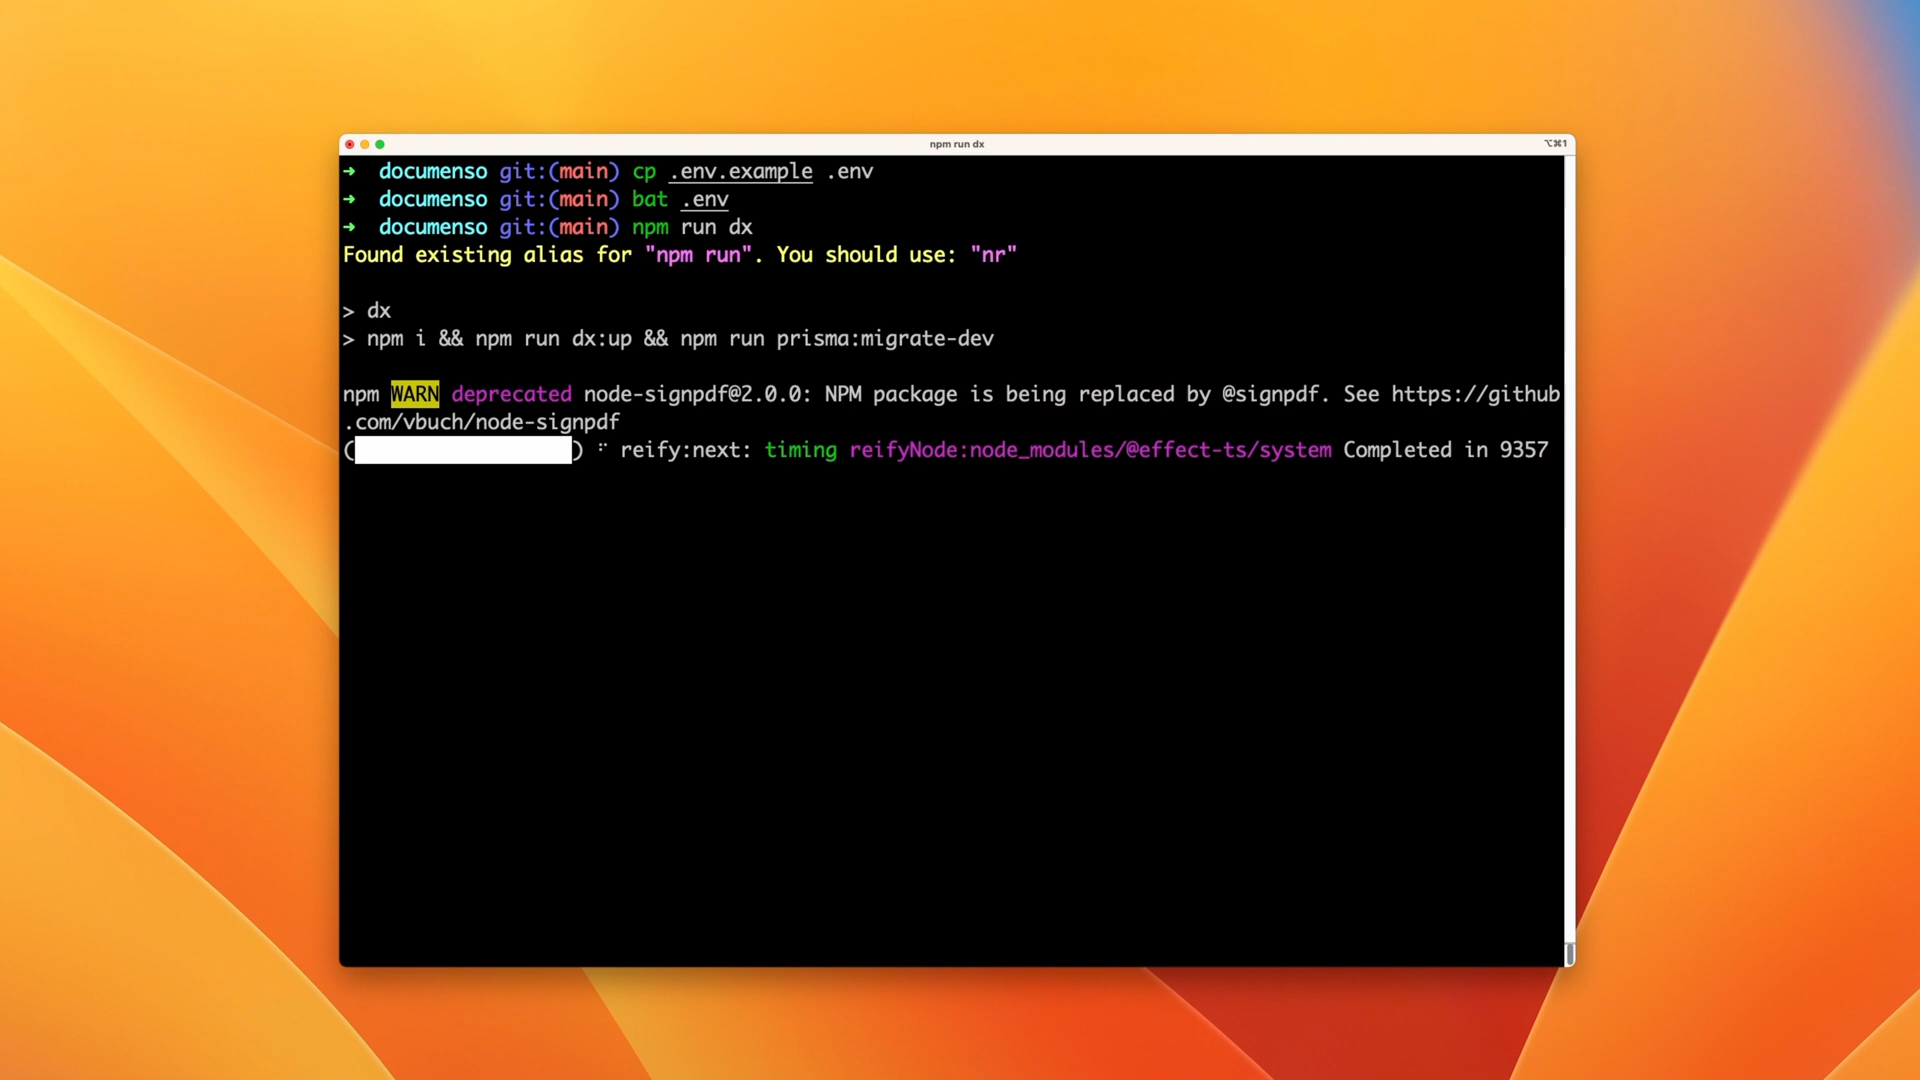 npm run dx
⌥⌘1
➜ documenso git:(main) cp .env.example .env
➜ documenso git:(main) bat .env
➜ documenso git:(main) npm run dx
Found existing alias for "npm run". You should use: "nr"
> dx
> npm i && npm run dx:up && npm run prisma:migrate-dev
npm WARN deprecated node-signpdf@2.0.0: NPM package is being replaced by @signpdf. See https://github
.com/vbuch/node-signpdf
( ) ⠋ reify:next: timing reifyNode:node_modules/@effect-ts/system Completed in 9357